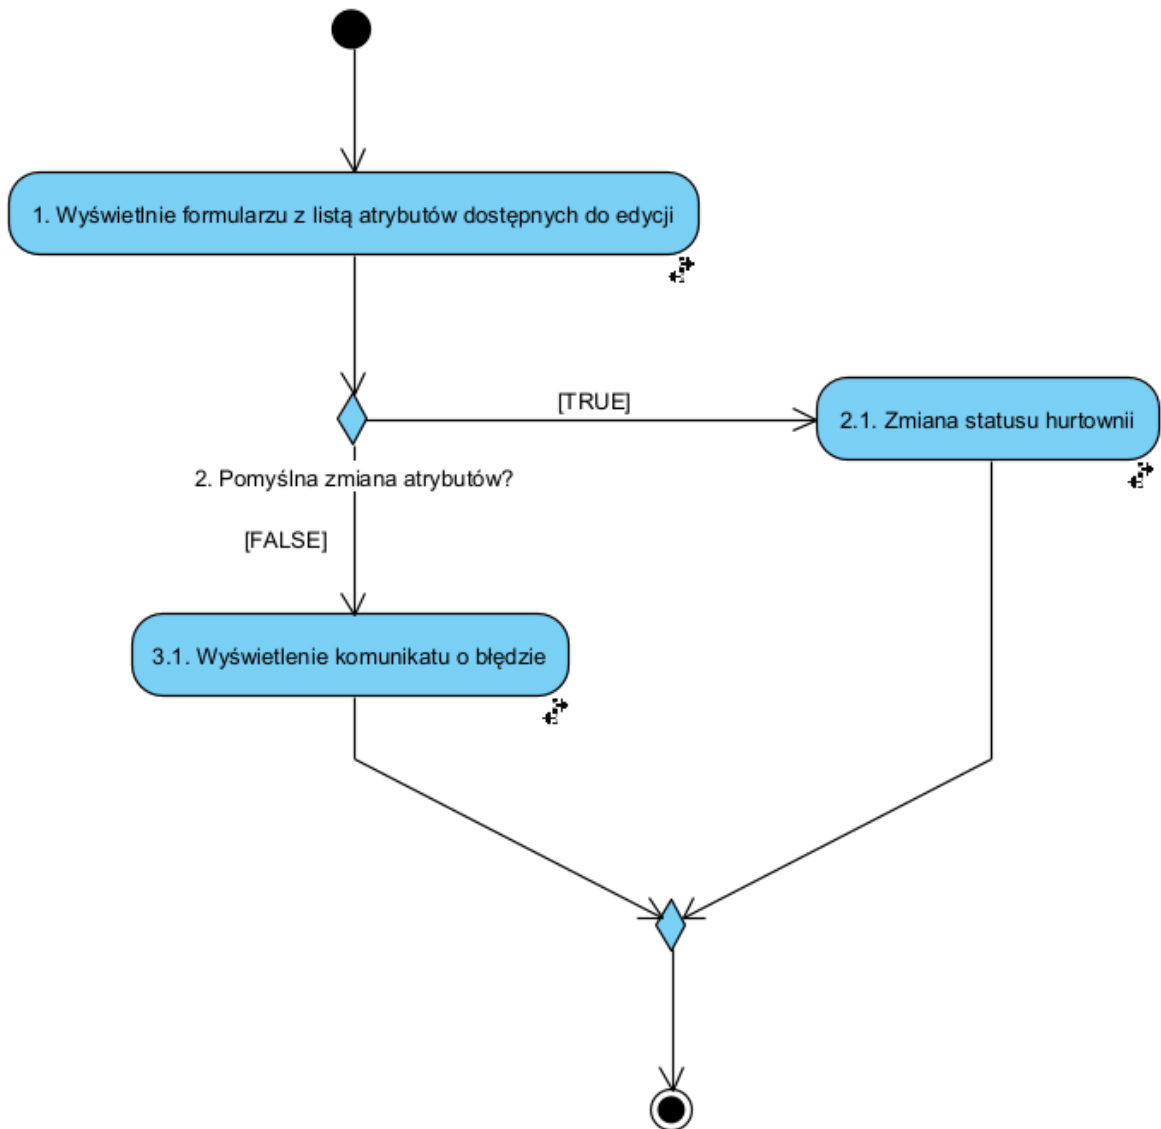 1. Wyświetlnie formularzu z listą atrybutów dostępnych do edycji
[TRUE]
2.1. Zmiana statusu hurtownii
2. Pomyślna zmiana atrybutów?
[FALSE]
3.1. Wyświetlenie komunikatu o błędzie